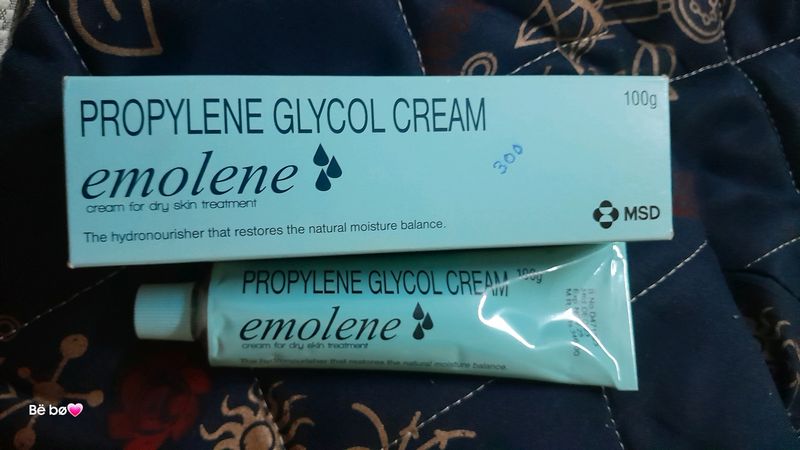 PROPYLENE GLYCOL CREAM
100g
emolene
cream for dry skin treatment
The hydronourisher that restores the natural moisture balance.
300
MSD
PROPYLENE GLYCOL CREAM
100g
emolene
cream for dry skin treatment
The hydronourisher that restores the natural moisture balance.
Bë bø💗